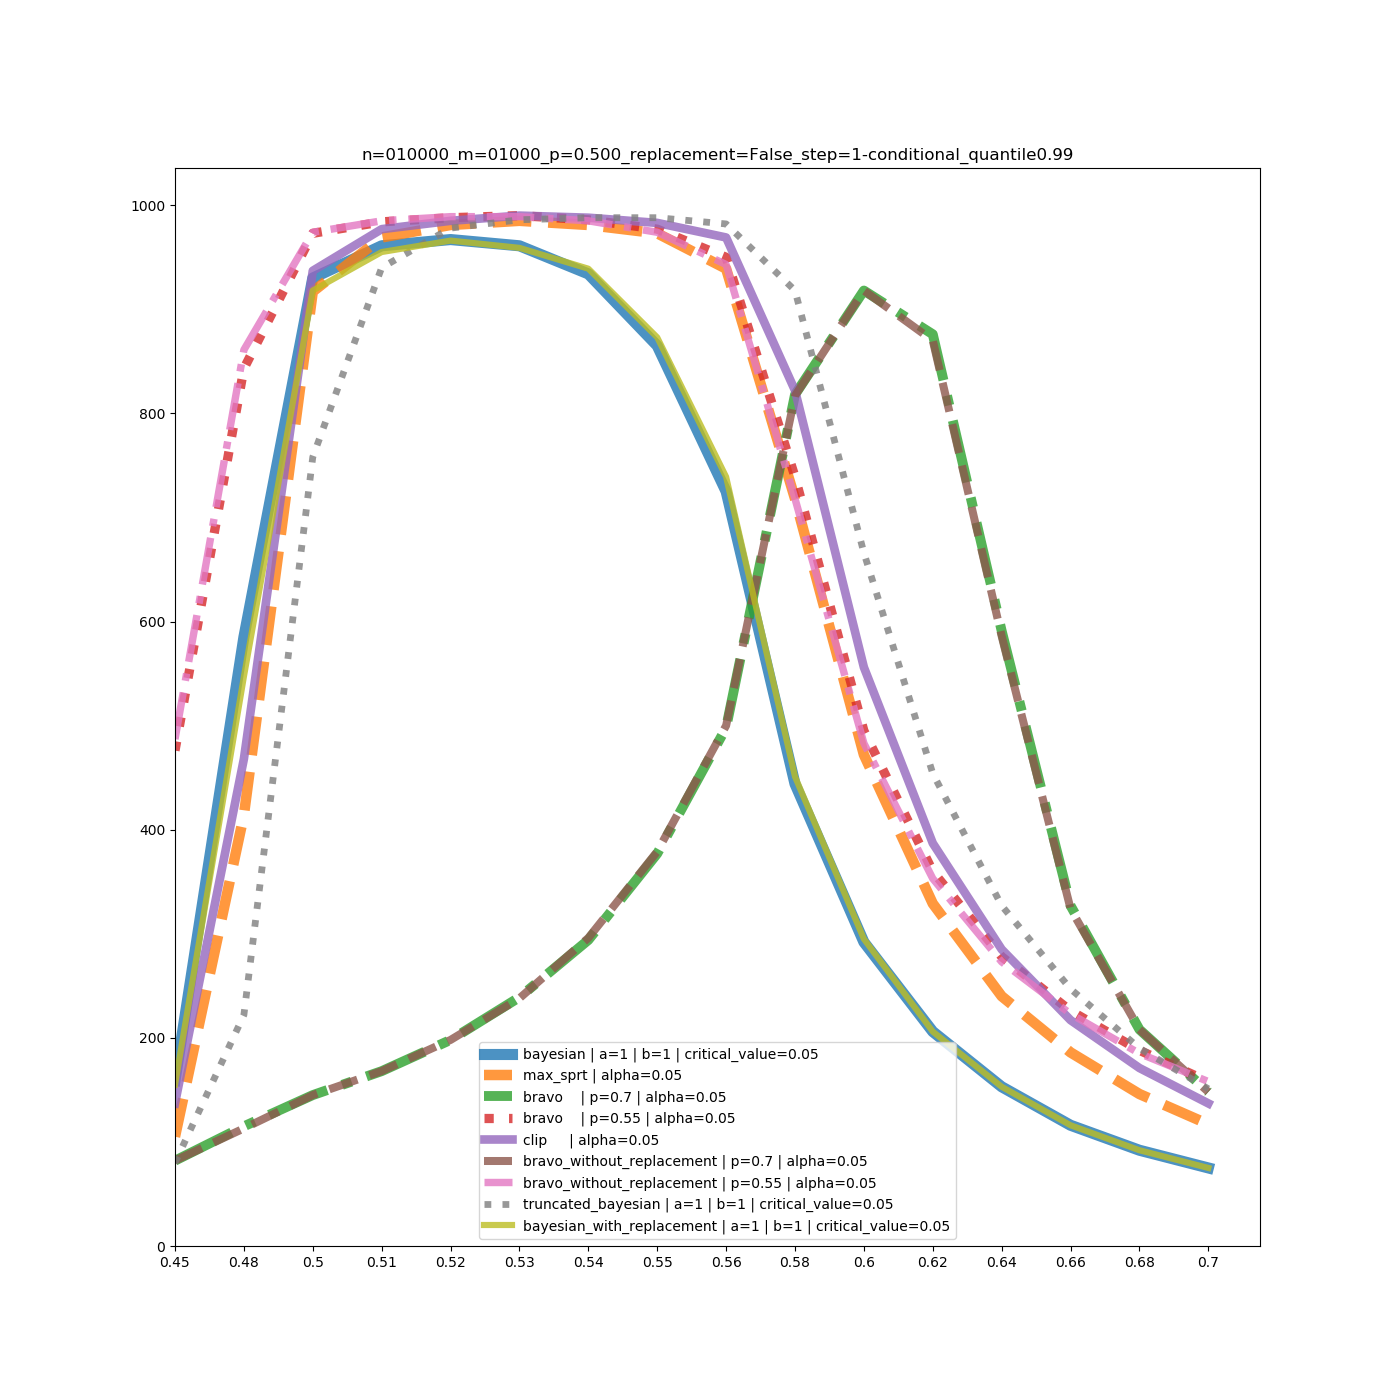 n=010000_m=01000_p=0.500_replacement=False_step=1-conditional_quantile0.99
1000
800
600
400
200
0
bayesian | a=1 | b=1 | critical_value=0.05
max_sprt | alpha=0.05
bravo    | p=0.7 | alpha=0.05
bravo    | p=0.55 | alpha=0.05
clip     | alpha=0.05
bravo_without_replacement | p=0.7 | alpha=0.05
bravo_without_replacement | p=0.55 | alpha=0.05
truncated_bayesian | a=1 | b=1 | critical_value=0.05
bayesian_with_replacement | a=1 | b=1 | critical_value=0.05
0.45 0.48 0.5 0.51 0.52 0.53 0.54 0.55 0.56 0.58 0.6 0.62 0.64 0.66 0.68 0.7